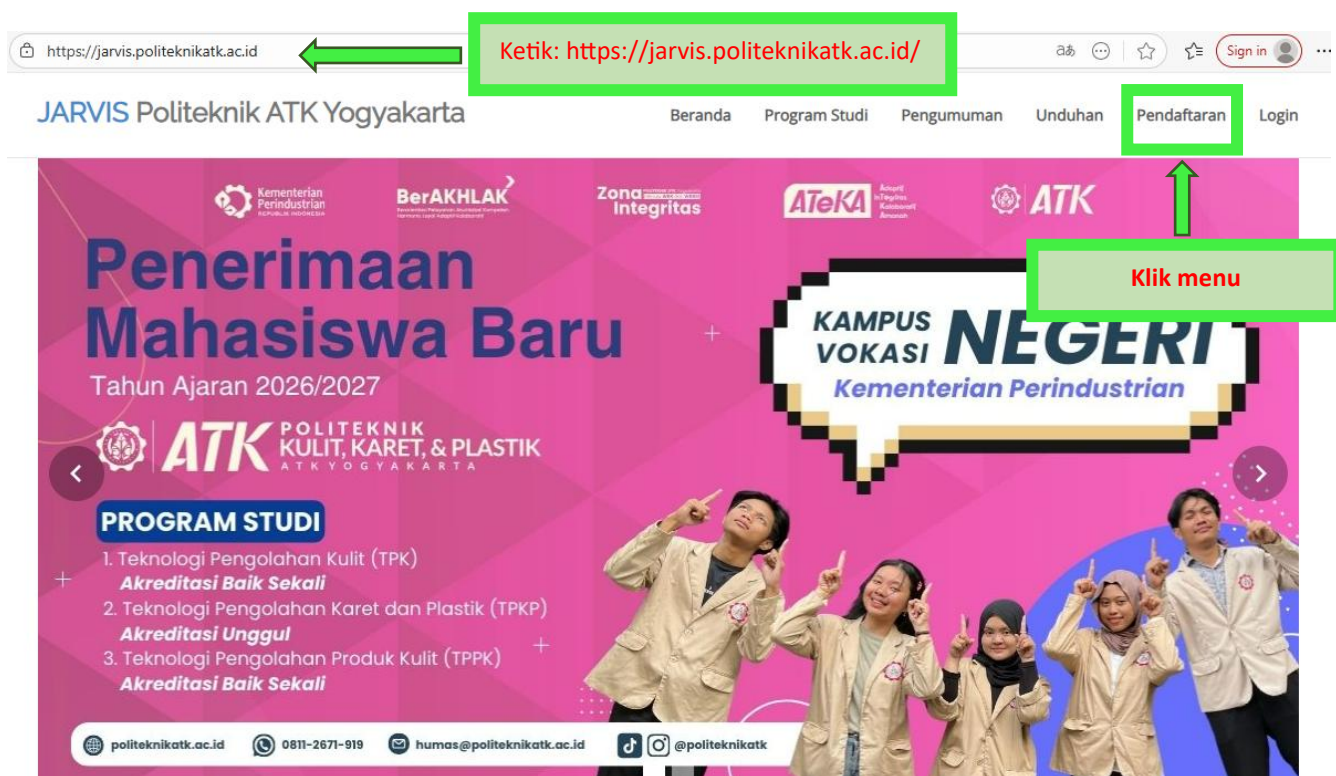 https://jarvis.politeknikatk.ac.id
Ketik: https://jarvis.politeknikatk.ac.id/
Sign in
JARVIS Politeknik ATK Yogyakarta
Beranda Program Studi Pengumuman Unduhan Pendaftaran Login
Kementerian
Perindustrian
REPUBLIK INDONESIA
BerAKHLAK
Zona
Integritas
ATeKA
Adaptif
inTegritas
Kolaboratif
Amanah
ATK
Klik menu
Penerimaan
Mahasiswa Baru
Tahun Ajaran 2026/2027
KAMPUS
VOKASI
NEGERI
Kementerian Perindustrian
ATK
POLITEKNIK
KULIT, KARET, & PLASTIK
ATK YOGYAKARTA
PROGRAM STUDI
1. Teknologi Pengolahan Kulit (TPK)
Akreditasi Baik Sekali
2. Teknologi Pengolahan Karet dan Plastik (TPKP)
Akreditasi Unggul
3. Teknologi Pengolahan Produk Kulit (TPPK)
Akreditasi Baik Sekali
politeknikatk.ac.id 0811-2671-919 humas@politeknikatk.ac.id @politeknikatk